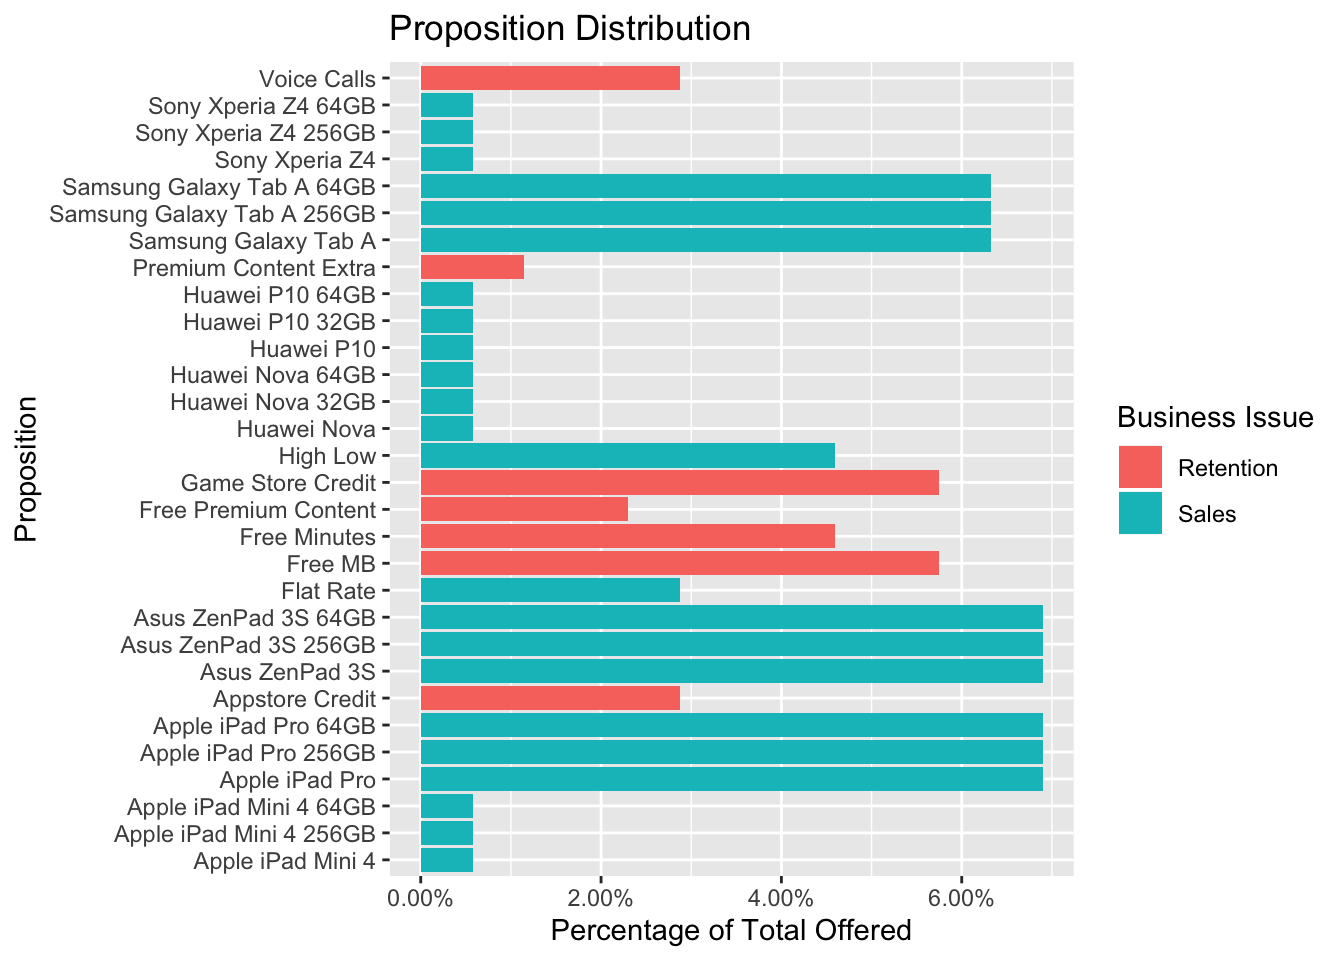 Proposition Distribution
Voice Calls
Sony Xperia Z4 64GB
Sony Xperia Z4 256GB
Sony Xperia Z4
Samsung Galaxy Tab A 64GB
Samsung Galaxy Tab A 256GB
Samsung Galaxy Tab A
Premium Content Extra
Huawei P10 64GB
Huawei P10 32GB
Huawei P10
Huawei Nova 64GB
Huawei Nova 32GB
Huawei Nova
High Low
Game Store Credit
Free Premium Content
Free Minutes
Free MB
Flat Rate
Asus ZenPad 3S 64GB
Asus ZenPad 3S 256GB
Asus ZenPad 3S
Appstore Credit
Apple iPad Pro 64GB
Apple iPad Pro 256GB
Apple iPad Pro
Apple iPad Mini 4 64GB
Apple iPad Mini 4 256GB
Apple iPad Mini 4
Proposition
0.00% 2.00% 4.00% 6.00%
Percentage of Total Offered
Business Issue
Retention
Sales